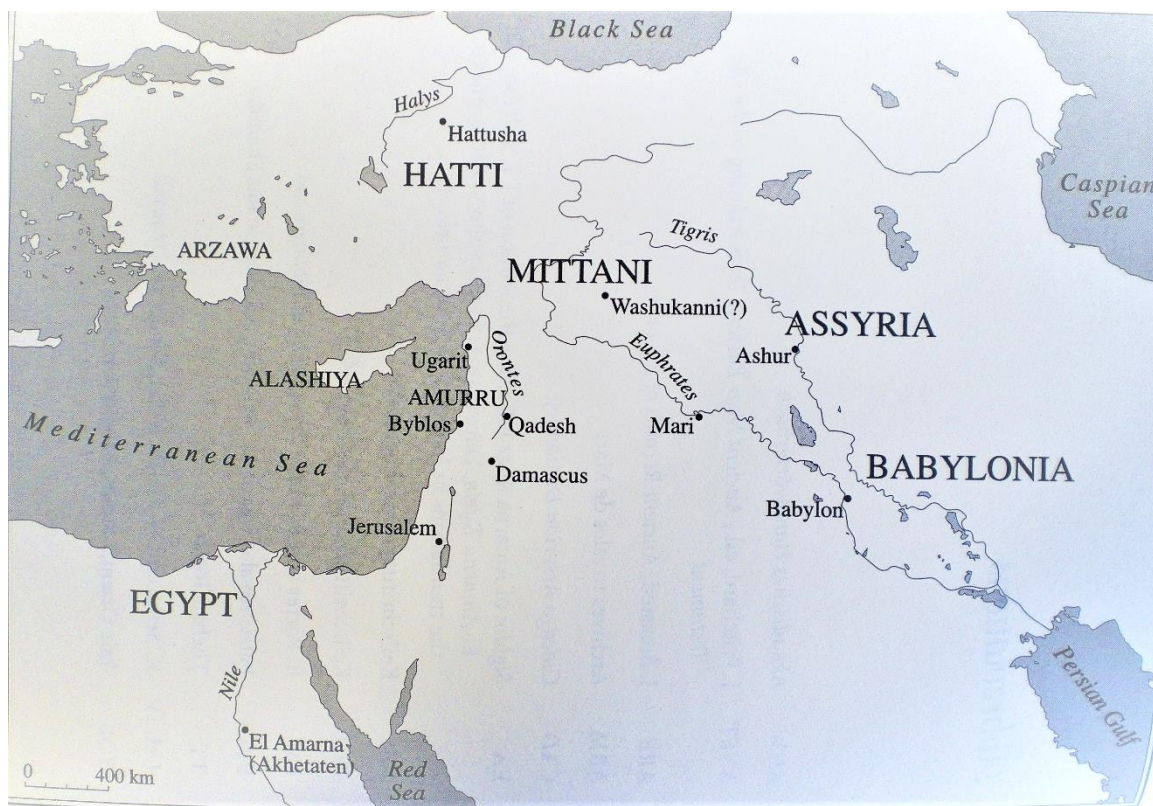 Black Sea
Halys
Hattusha
HATTI
Caspian
Sea
ARZAWA
Tigris
MITTANI
Washukanni(?)
ASSYRIA
Ashur
Ugarit
Orontes
Euphrates
ALASHIYA
AMURRU
Byblos
Qadesh
Mari
Mediterranean Sea
Damascus
BABYLONIA
Babylon
Jerusalem
EGYPT
Nile
Persian Gulf
El Amarna
(Akhetaten)
Red
Sea
0 400 km